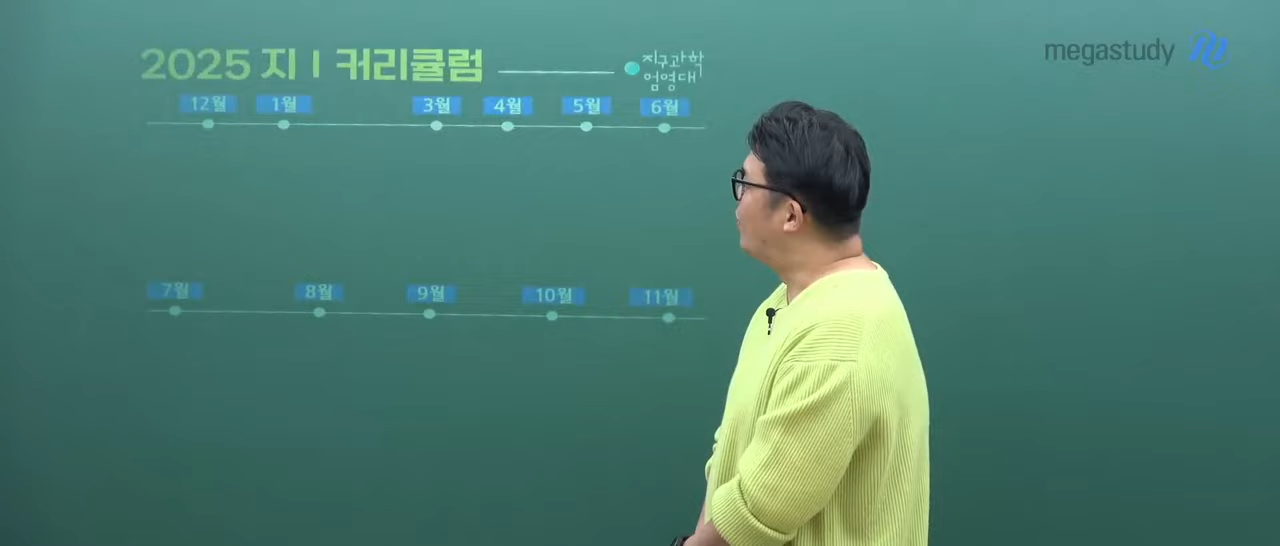 2025 지 I 커리큘럼
지구과학
엄영대
megastudy
12월 1월 3월 4월 5월 6월
7월 8월 9월 10월 11월